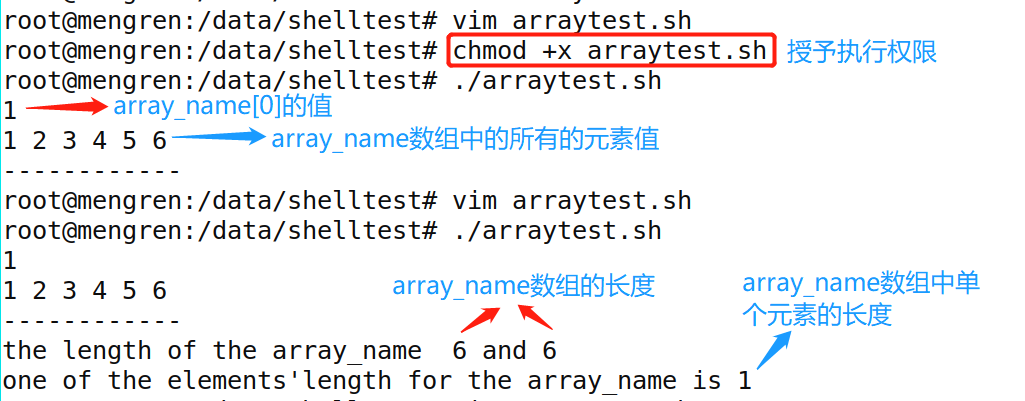 root@mengren:/data/shelltest# vim arraytest.sh
root@mengren:/data/shelltest# chmod +x arraytest.sh 授予执行权限
root@mengren:/data/shelltest# ./arraytest.sh
1 array_name[0]的值
1 2 3 4 5 6 array_name数组中的所有的元素值
------------
root@mengren:/data/shelltest# vim arraytest.sh
root@mengren:/data/shelltest# ./arraytest.sh
1
1 2 3 4 5 6
array_name数组的长度
array_name数组中单
个元素的长度
------------
the length of the array_name  6 and 6
one of the elements'length for the array_name is 1